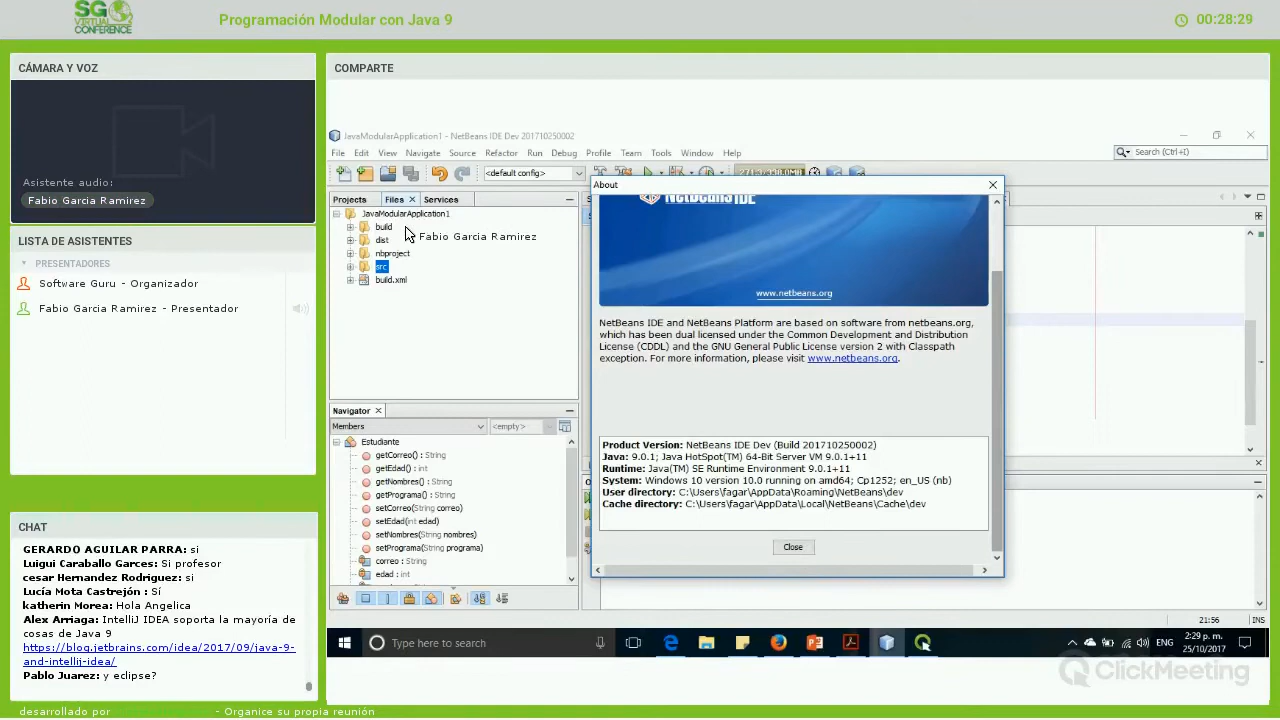 SG
VIRTUAL
CONFERENCE
Programación Modular con Java 9
00:28:29
CÁMARA Y VOZ
Asistente audio:
Fabio Garcia Ramirez
LISTA DE ASISTENTES
PRESENTADORES
Software Guru - Organizador
Fabio Garcia Ramirez - Presentador
CHAT
GERARDO AGUILAR PARRA: si
Luigui Caraballo Garces: Si profesor
cesar Hernandez Rodriguez: si
Lucía Mota Castrejón : Sí
katherin Morea: Hola Angelica
Alex Arriaga: IntelliJ IDEA soporta la mayoría de
cosas de Java 9
https://blog.jetbrains.com/idea/2017/09/java-9-
and-intellij-idea/
Pablo Juarez: y eclipse?
desarrollado por
- Organice su propia reunión
COMPARTE
JavaModularApplication1 - NetBeans IDE Dev 201710250002
File Edit View Navigate Source Refactor Run Debug Profile Team Tools Window Help
Search (Ctrl+I)
<default config>
Projects Files Services
JavaModularApplication1
build
dist
nbproject
src
build.xml
Fabio Garcia Ramirez
Navigator
Members
<empty>
Estudiante
getCorreo() : String
getEdad() : int
getNombres() : String
getPrograma() : String
setCorreo(String correo)
setEdad(int edad)
setNombres(String nombres)
setPrograma(String programa)
correo : String
edad : int
About
NetBeans IDE
www.netbeans.org
NetBeans IDE and NetBeans Platform are based on software from netbeans.org,
which has been dual licensed under the Common Development and Distribution
License (CDDL) and the GNU General Public License version 2 with Classpath
exception. For more information, please visit www.netbeans.org.
Product Version: NetBeans IDE Dev (Build 201710250002)
Java: 9.0.1; Java HotSpot(TM) 64-Bit Server VM 9.0.1+11
Runtime: Java(TM) SE Runtime Environment 9.0.1+11
System: Windows 10 version 10.0 running on amd64; Cp1252; en_US (nb)
User directory: C:\Users\fagar\AppData\Roaming\NetBeans\dev
Cache directory: C:\Users\fagar\AppData\Local\NetBeans\Cache\dev
Close
21:56
INS
Type here to search
ENG
2:29 p. m.
25/10/2017
ClickMeeting